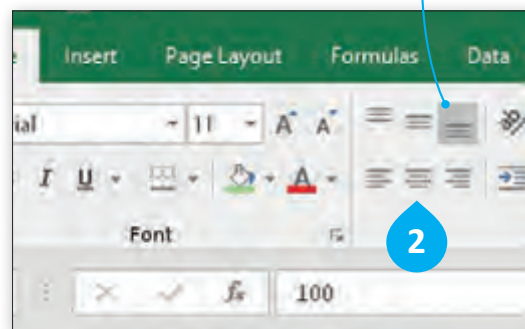 Insert Page Layout Formulas Data
ial 11 A A
I U A
2
Font
fx 100